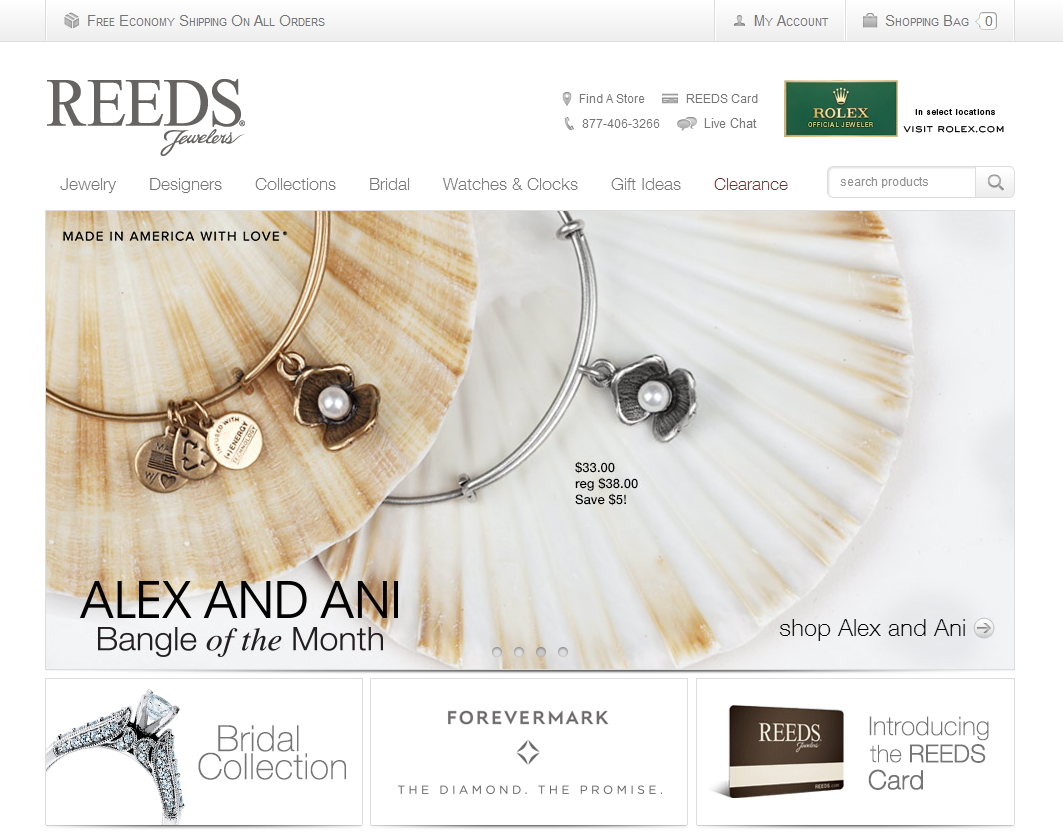 Free Economy Shipping On All Orders
My Account
Shopping Bag 0
REEDS
Jewelers
Find A Store
REEDS Card
877-406-3266
Live Chat
ROLEX
OFFICIAL JEWELER
In select locations
VISIT ROLEX.COM
Jewelry
Designers
Collections
Bridal
Watches & Clocks
Gift Ideas
Clearance
search products
MADE IN AMERICA WITH LOVE®
INFUSED WITH
(+)ENERGY
TECHNOLOGY
$33.00
reg $38.00
Save $5!
ALEX AND ANI
Bangle of the Month
shop Alex and Ani
Bridal
Collection
FOREVERMARK
THE DIAMOND. THE PROMISE.
REEDS
Jewelers
REEDS.COM
Introducing
the REEDS
Card